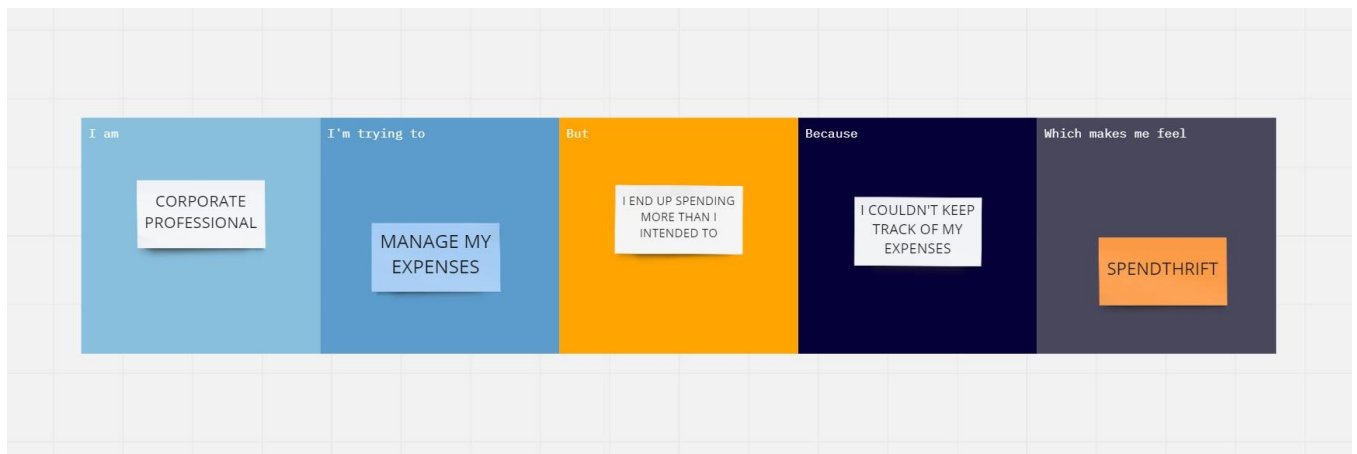 I am
CORPORATE
PROFESSIONAL
I'm trying to
MANAGE MY
EXPENSES
But
I END UP SPENDING
MORE THAN I
INTENDED TO
Because
I COULDN'T KEEP
TRACK OF MY
EXPENSES
Which makes me feel
SPENDTHRIFT